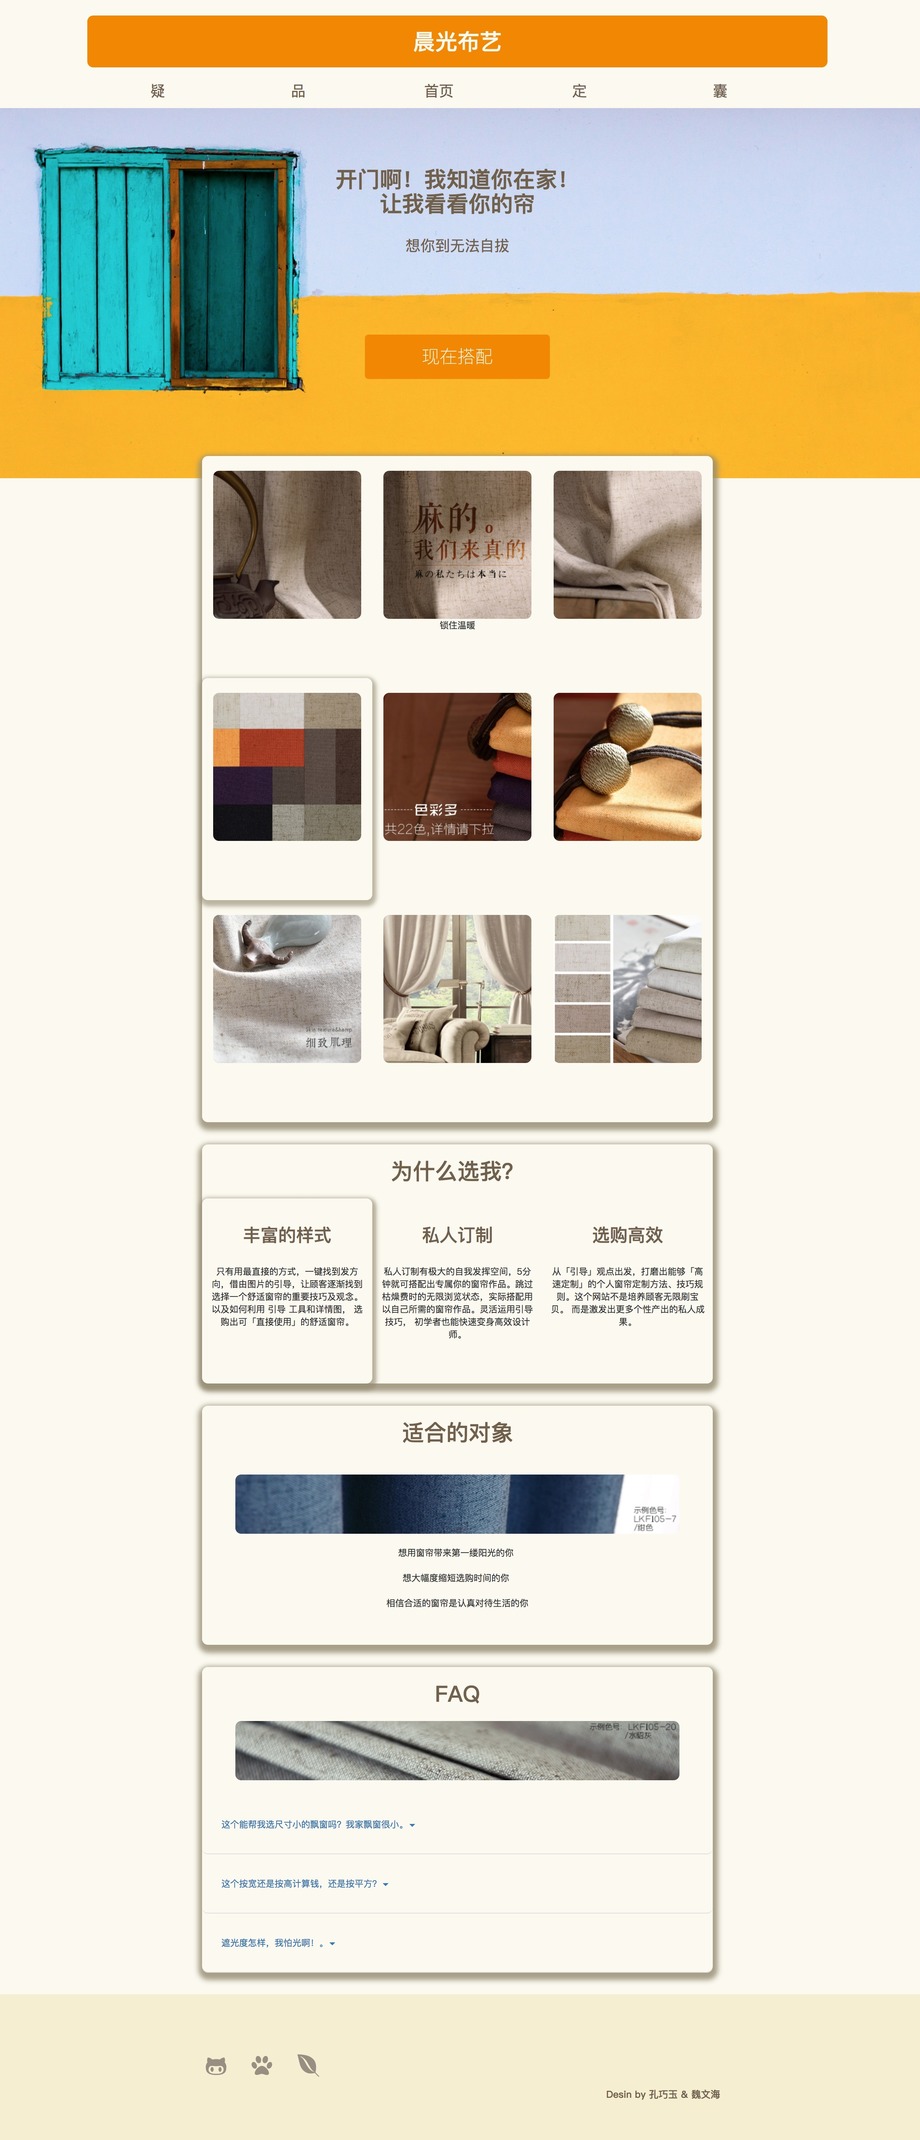 晨光布艺
疑 品 首页 定 囊
开门啊！我知道你在家！
让我看看你的帘
想你到无法自拔
现在搭配
麻的。
我们来真的
麻の私たちは本当に
锁住温暖
色彩多
共22色,详情请下拉
细致肌理
为什么选我？
丰富的样式
只有用最直接的方式，一键找到发方
向，借由图片的引导，让顾客逐渐找到
选择一个舒适窗帘的重要技巧及观念。
以及如何利用 引导 工具和详情图， 选
购出可「直接使用」的舒适窗帘。
私人订制
私人订制有极大的自我发挥空间，5分
钟就可搭配出专属你的窗帘作品。跳过
枯燥费时的无限浏览状态，实际搭配用
以自己所需的窗帘作品。灵活运用引导
技巧， 初学者也能快速变身高效设计
师。
选购高效
从「引导」观点出发，打磨出能够「高
速定制」的个人窗帘定制方法、技巧规
则。这个网站不是培养顾客无限刷宝
贝。 而是激发出更多个性产出的私人成
果。
适合的对象
示例色号:
LKF105-7
/绀色
想用窗帘带来第一缕阳光的你
想大幅度缩短选购时间的你
相信合适的窗帘是认真对待生活的你
FAQ
示例色号 LKF105-20
/水貂灰
这个能帮我选尺寸小的飘窗吗？我家飘窗很小。
这个按宽还是按高计算钱，还是按平方？
遮光度怎样，我怕光啊！。
Desin by 孔巧玉 & 魏文海